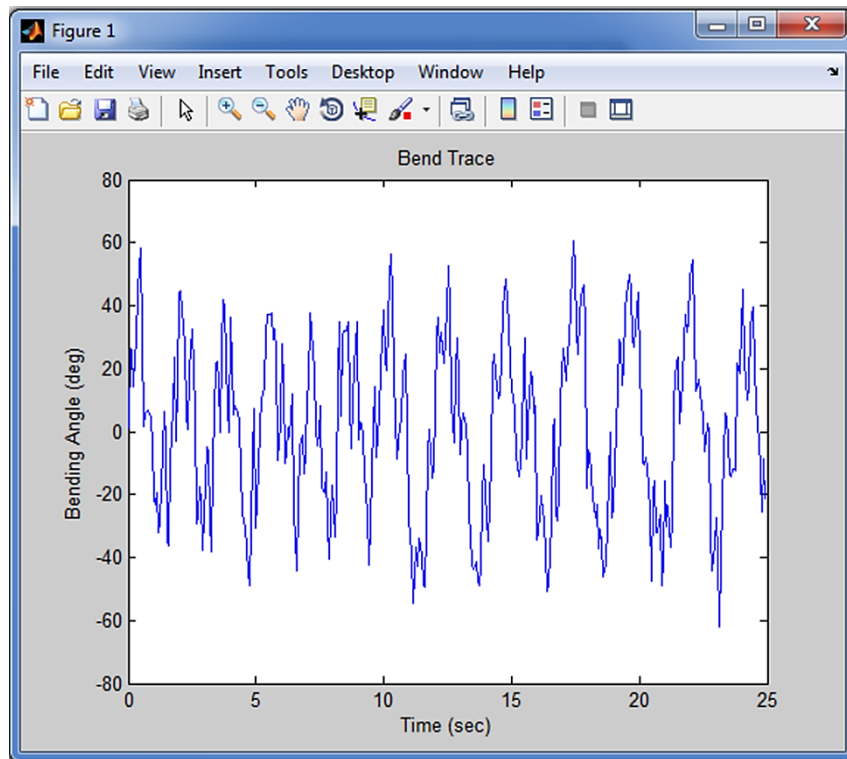 Figure 1
File Edit View Insert Tools Desktop Window Help
Bend Trace
80
60
40
20
0
-20
-40
-60
-80
Bending Angle (deg)
0 5 10 15 20 25
Time (sec)